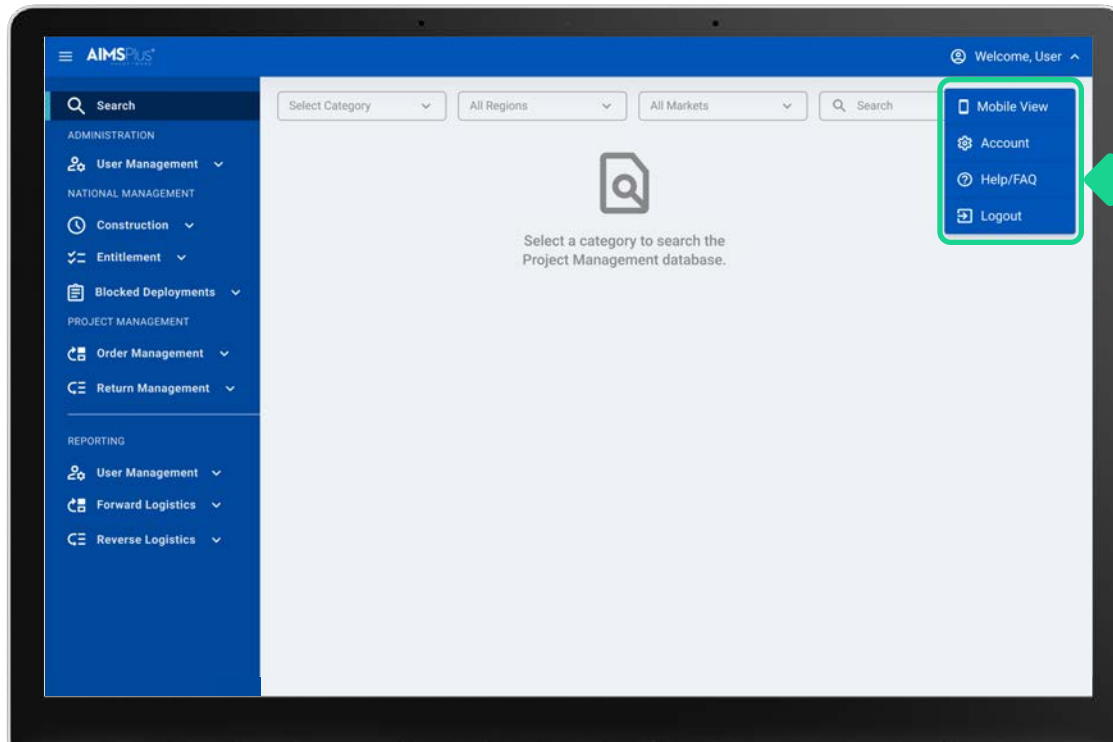 AIMSPlus
Welcome, User
Search
ADMINISTRATION
User Management
NATIONAL MANAGEMENT
Construction
Entitlement
Blocked Deployments
PROJECT MANAGEMENT
Order Management
Return Management
REPORTING
User Management
Forward Logistics
Reverse Logistics
Select Category
All Regions
All Markets
Search
Select a category to search the
Project Management database.
Mobile View
Account
Help/FAQ
Logout